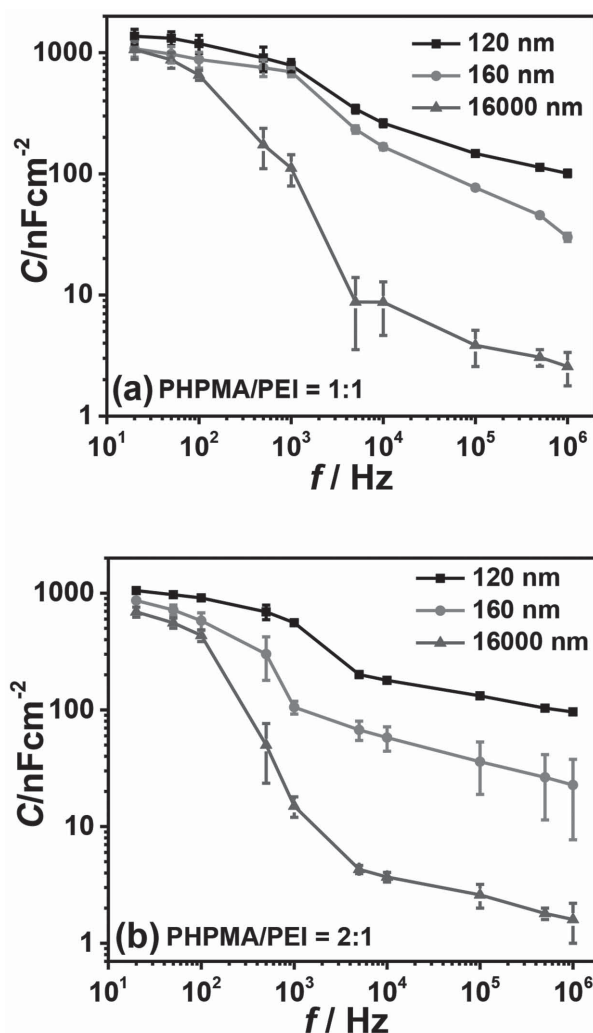 1000
100
10
1
C/nFcm⁻²
120 nm
160 nm
16000 nm
(a) PHPMA/PEI = 1:1
10¹ 10² 10³ 10⁴ 10⁵ 10⁶
f / Hz
1000
100
10
1
C/nFcm⁻²
120 nm
160 nm
16000 nm
(b) PHPMA/PEI = 2:1
10¹ 10² 10³ 10⁴ 10⁵ 10⁶
f / Hz